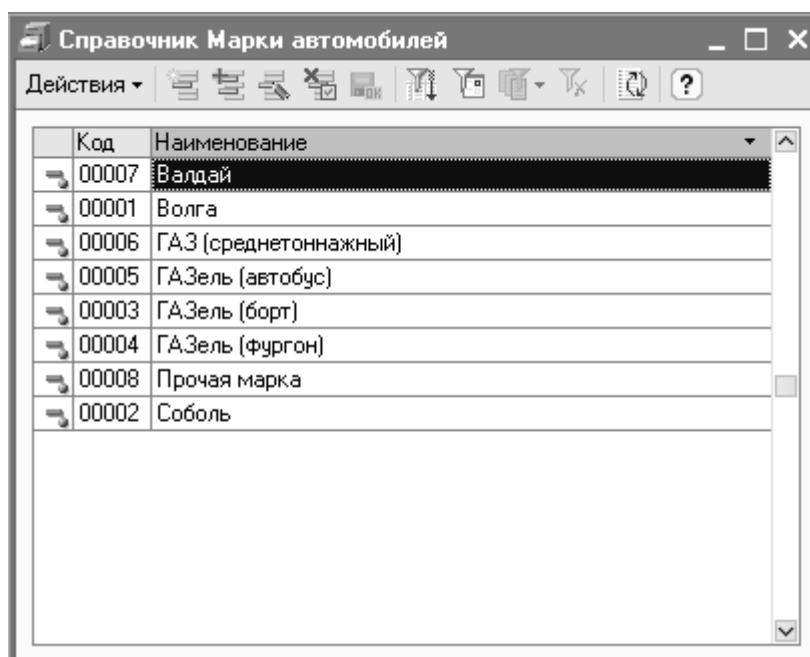 Справочник Марки автомобилей
Действия
Код Наименование
00007 Валдай
00001 Волга
00006 ГАЗ (среднетоннажный)
00005 ГАЗель (автобус)
00003 ГАЗель (борт)
00004 ГАЗель (фургон)
00008 Прочая марка
00002 Соболь